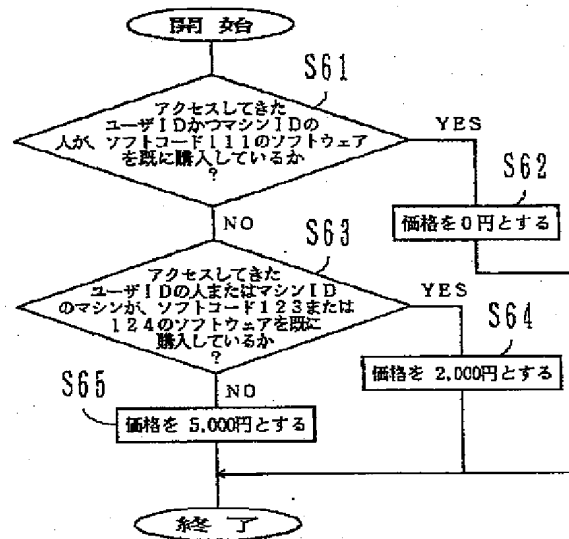 開始
S61
アクセスしてきた
ユーザIDかつマシンIDの
人が、ソフトコード111のソフトウェア
を既に購入しているか
?
YES
S62
価格を0円とする
NO
S63
アクセスしてきた
ユーザIDの人またはマシンID
のマシンが、ソフトコード123または
124のソフトウェアを既に
購入しているか
?
YES
S64
価格を 2,000円とする
NO
S65
価格を 5,000円とする
終了